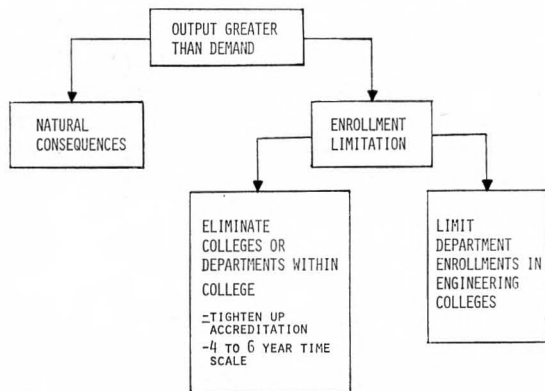 OUTPUT GREATER
THAN DEMAND
NATURAL
CONSEQUENCES
ENROLLMENT
LIMITATION
ELIMINATE
COLLEGES OR
DEPARTMENTS WITHIN
COLLEGE
-TIGHTEN UP
ACCREDITATION
-4 TO 6 YEAR TIME
SCALE
LIMIT
DEPARTMENT
ENROLLMENTS IN
ENGINEERING
COLLEGES